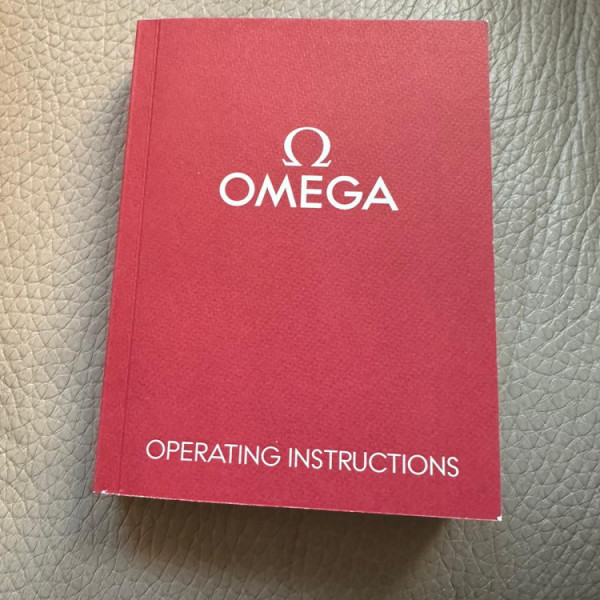 Ω
OMEGA
OPERATING INSTRUCTIONS